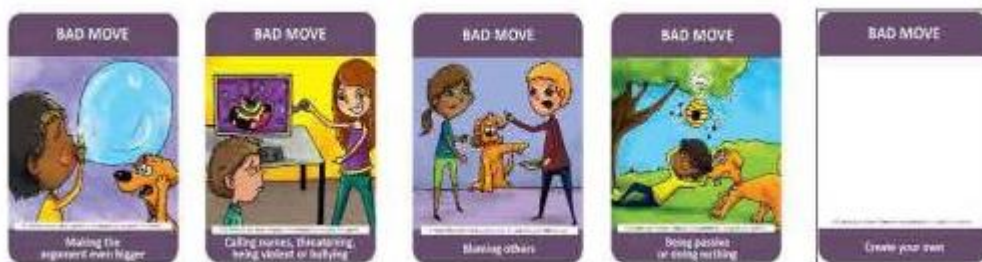 BAD MOVE
Making the
argument even bigger
BAD MOVE
Calling names, threatening,
being violent or bullying
BAD MOVE
Blaming others
BAD MOVE
Being passive
or doing nothing
BAD MOVE
Create your own